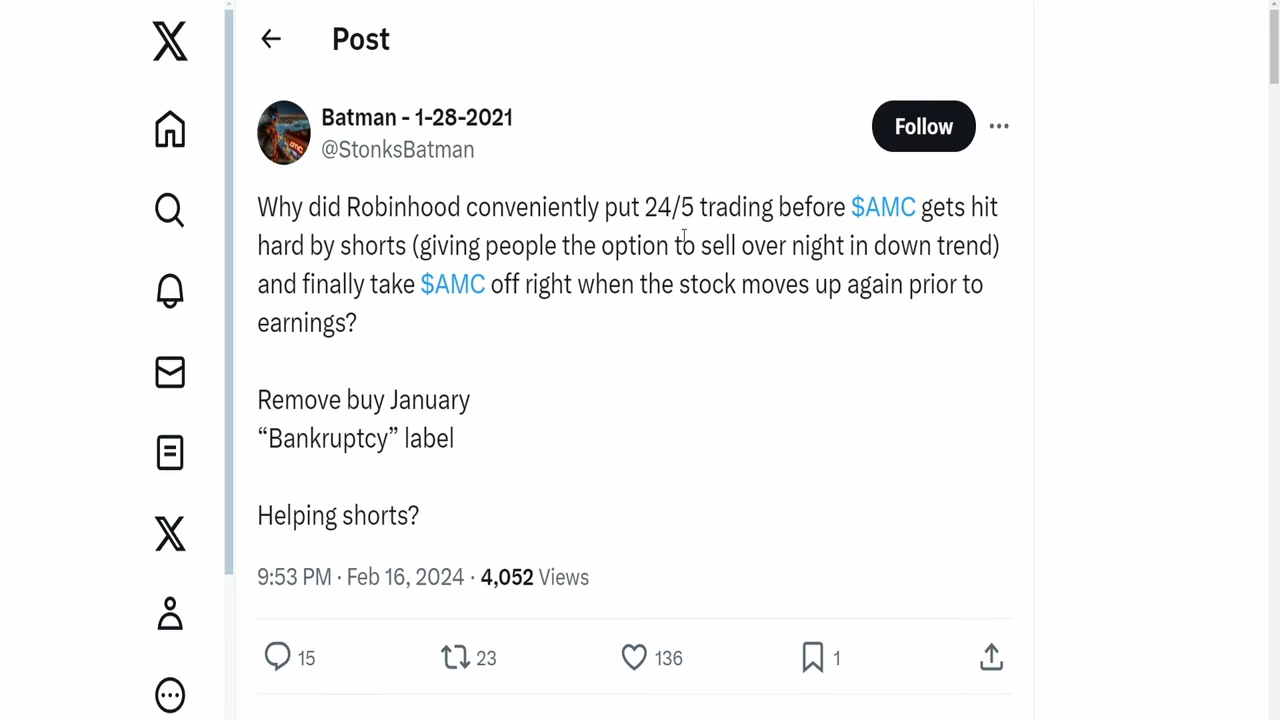 Post
Batman - 1-28-2021
@StonksBatman
Follow
Why did Robinhood conveniently put 24/5 trading before $AMC gets hit
hard by shorts (giving people the option to sell over night in down trend)
and finally take $AMC off right when the stock moves up again prior to
earnings?
Remove buy January
“Bankruptcy” label
Helping shorts?
9:53 PM · Feb 16, 2024 · 4,052 Views
15 23 136 1